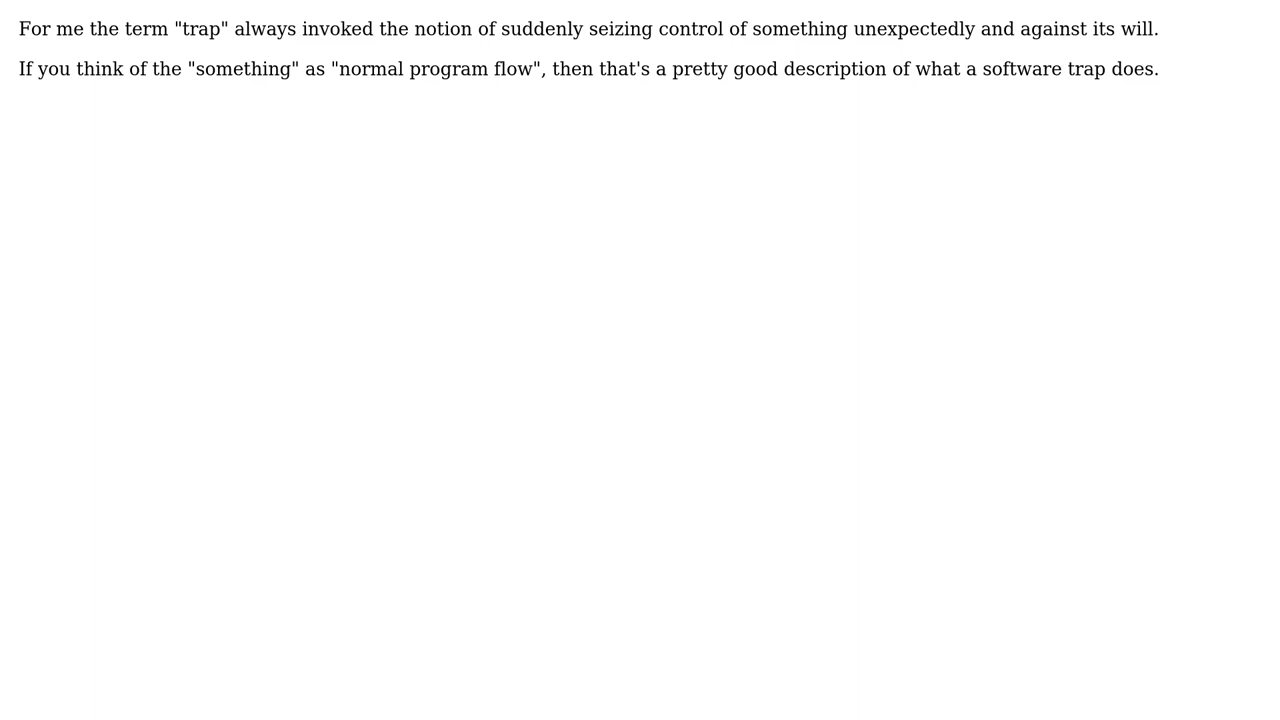 For me the term "trap" always invoked the notion of suddenly seizing control of something unexpectedly and against its will.
If you think of the "something" as "normal program flow", then that's a pretty good description of what a software trap does.